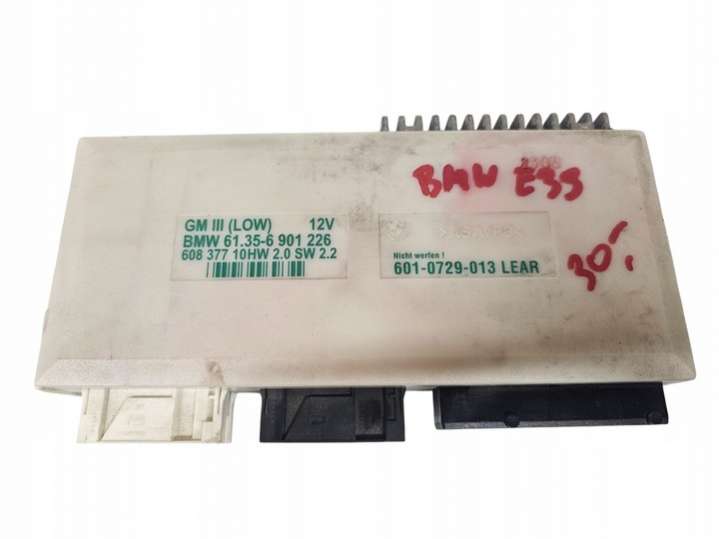 BMW E39
30,-
GM III (LOW) 12V
BMW 61.35-6 901 226
608 377 10HW 2.0 SW 2.2
Nicht werfen !
601-0729-013 LEAR